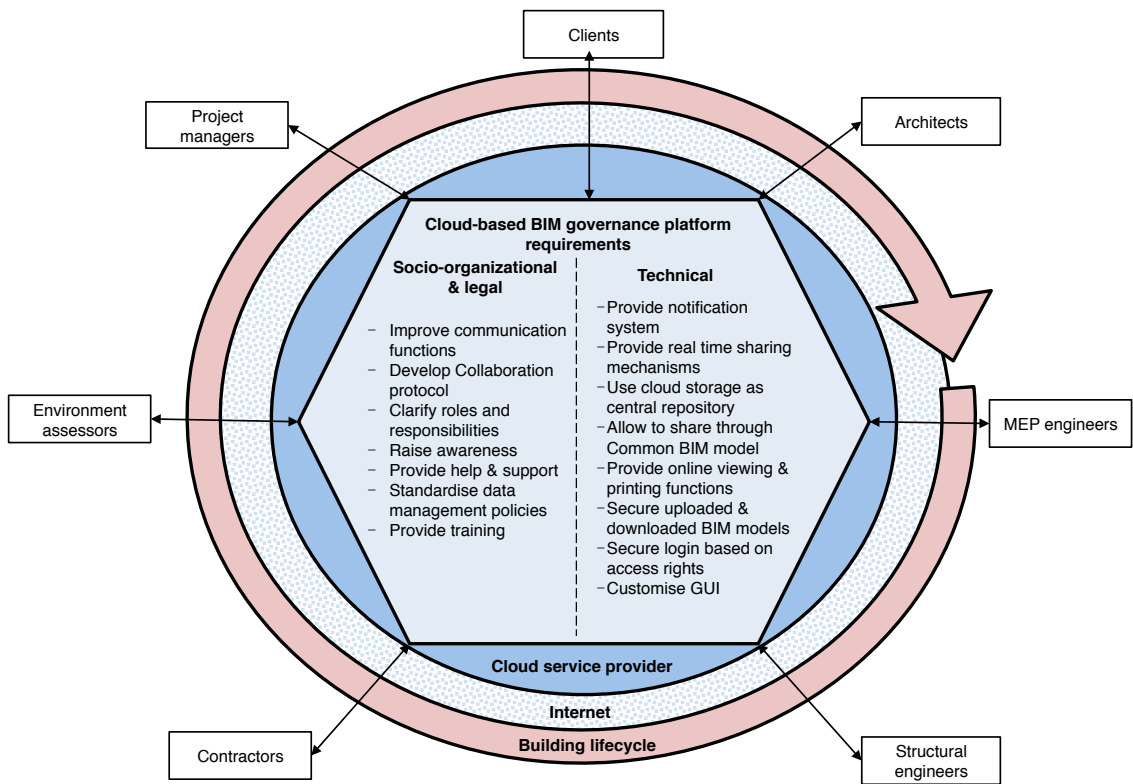 Clients
Project
managers
Architects
Cloud-based BIM governance platform
requirements
Socio-organizational
& legal
– Improve communication
functions
– Develop Collaboration
protocol
– Clarify roles and
responsibilities
– Raise awareness
– Provide help & support
– Standardise data
management policies
– Provide training
Technical
– Provide notification
system
– Provide real time sharing
mechanisms
– Use cloud storage as
central repository
– Allow to share through
Common BIM model
– Provide online viewing &
printing functions
– Secure uploaded &
downloaded BIM models
– Secure login based on
access rights
– Customise GUI
Environment
assessors
MEP engineers
Cloud service provider
Internet
Building lifecycle
Contractors
Structural
engineers